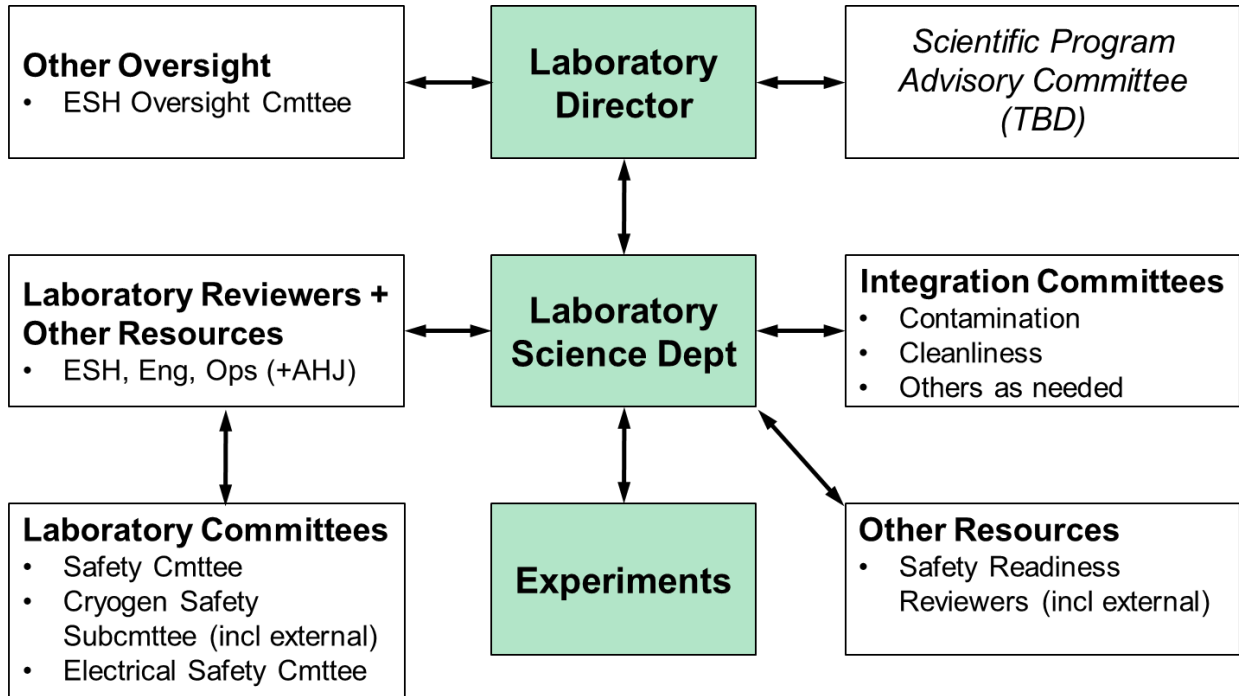 Other Oversight
• ESH Oversight Cmttee
Laboratory
Director
Scientific Program
Advisory Committee
(TBD)
Laboratory Reviewers +
Other Resources
• ESH, Eng, Ops (+AHJ)
Laboratory
Science Dept
Integration Committees
• Contamination
• Cleanliness
• Others as needed
Laboratory Committees
• Safety Cmttee
• Cryogen Safety
Subcmttee (incl external)
• Electrical Safety Cmttee
Experiments
Other Resources
• Safety Readiness
Reviewers (incl external)